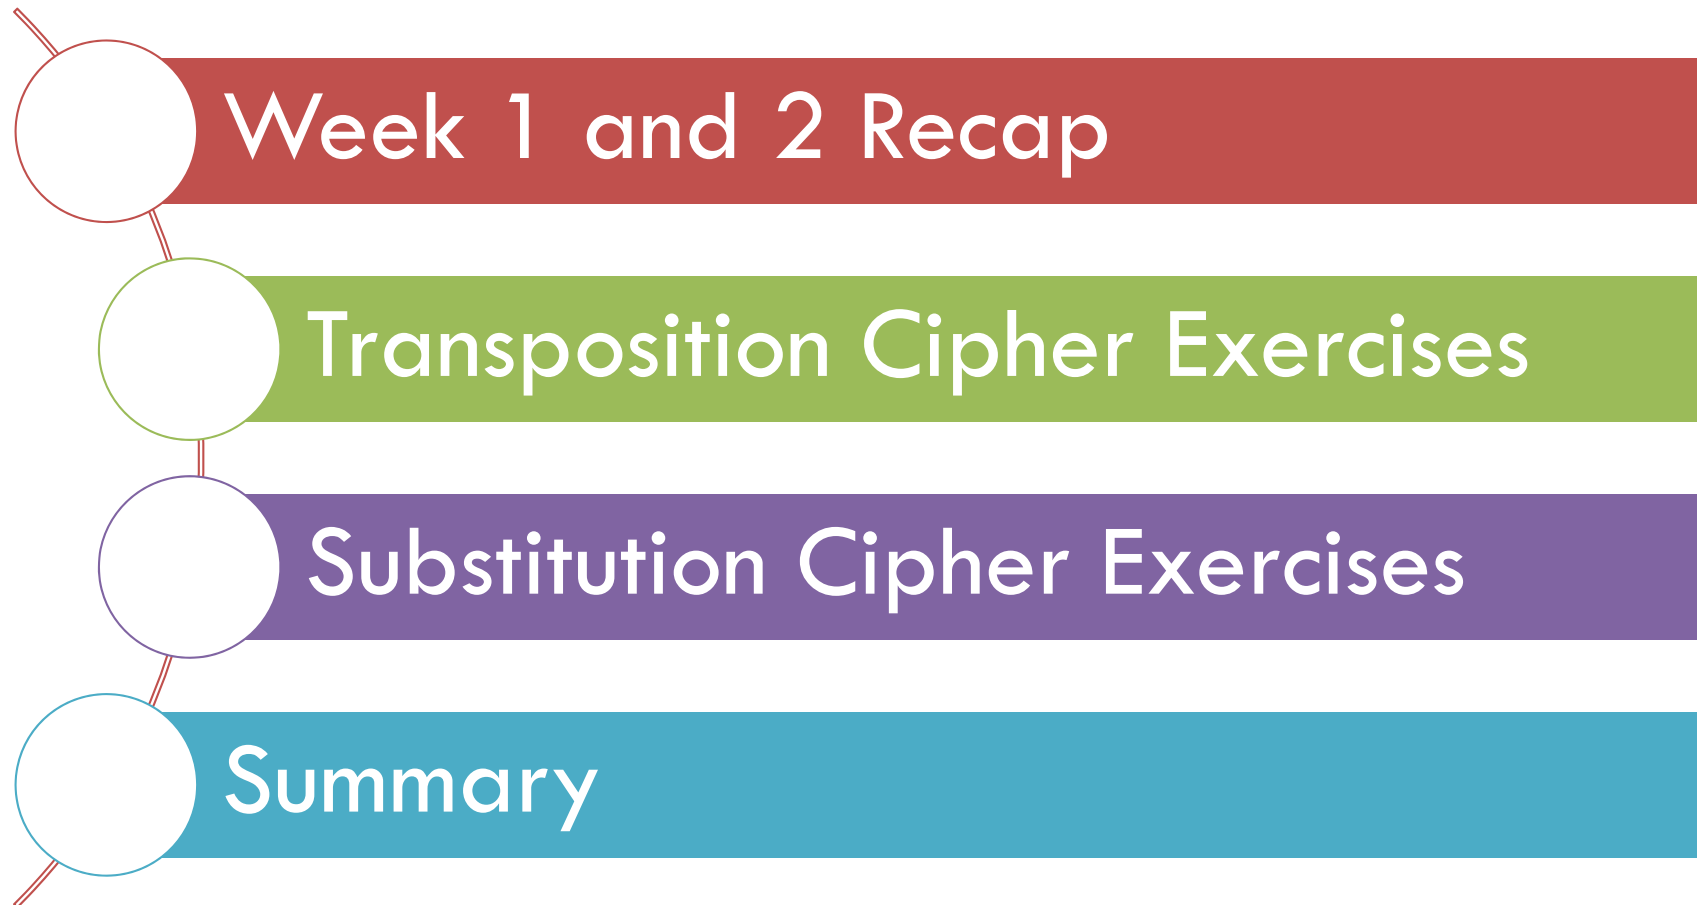 Week 1 and 2 Recap
Transposition Cipher Exercises
Substitution Cipher Exercises
Summary